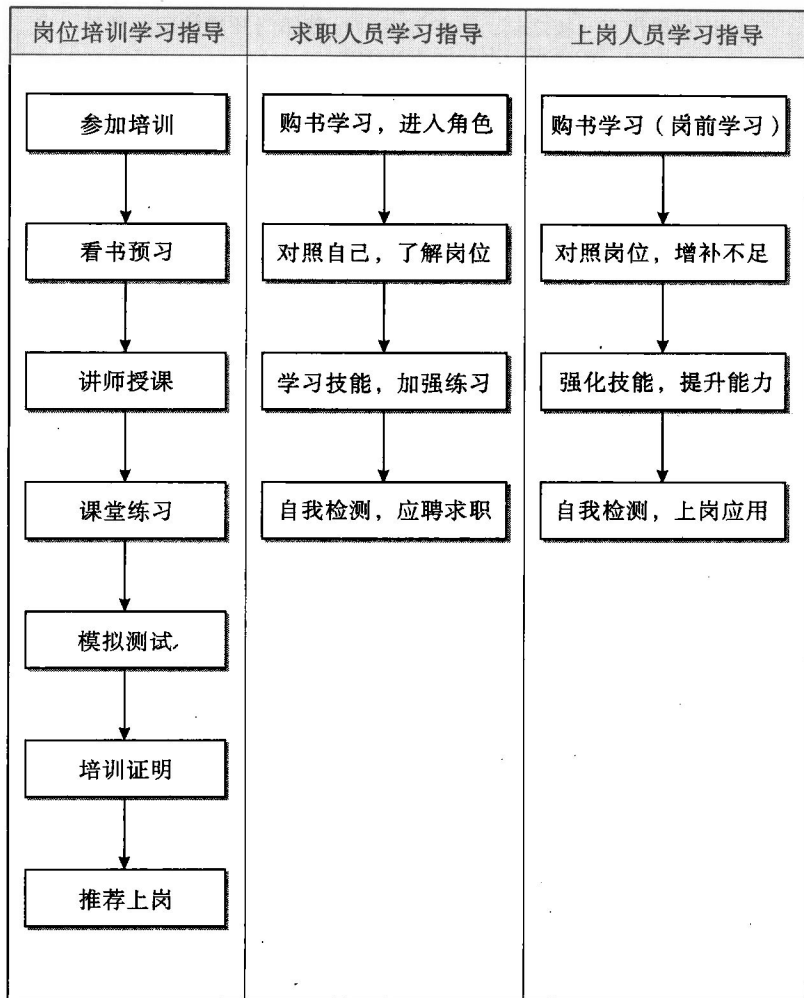 岗位培训学习指导
求职人员学习指导
上岗人员学习指导
参加培训
看书预习
讲师授课
课堂练习
模拟测试
培训证明
推荐上岗
购书学习，进入角色
对照自己，了解岗位
学习技能，加强练习
自我检测，应聘求职
购书学习（岗前学习）
对照岗位，增补不足
强化技能，提升能力
自我检测，上岗应用